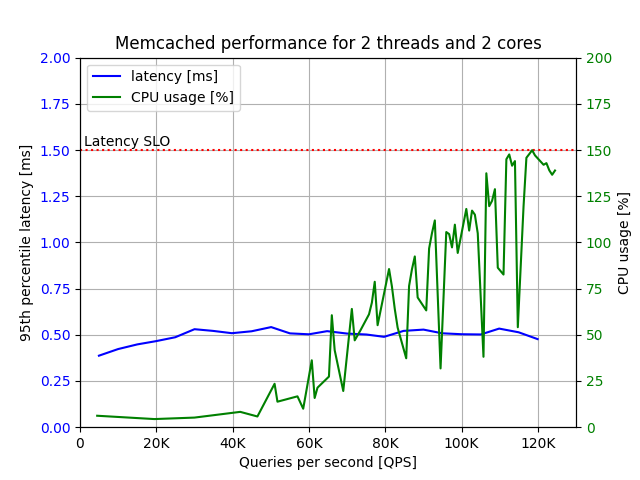 Memcached performance for 2 threads and 2 cores
latency [ms]
CPU usage [%]
Latency SLO
95th percentile latency [ms]
2.00
1.75
1.50
1.25
1.00
0.75
0.50
0.25
0.00
200
175
150
125
100
75
50
25
0
CPU usage [%]
0 20K 40K 60K 80K 100K 120K
Queries per second [QPS]